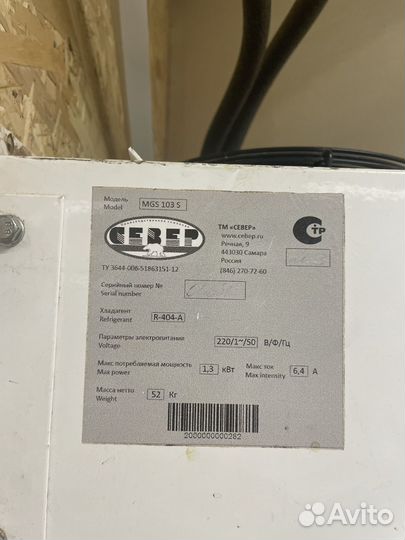 Модель
Model
MGS 103 S
СЕВЕР
ТУ 3644-008-51863151-12
ТМ «СЕВЕР»
www.cebep.ru
Речная, 9
443030 Самара
Россия
(846) 270-72-60
СТР
Серийный номер №
Serial number
Хладагент
Refrigerant
R-404-A
Параметры электропитания
Voltage
220/1~/50 В/Ф/Гц
Макс потребляемая мощность
Max power
1,3 кВт
Макс ток
Max intensity
6,4 А
Масса нетто
Weight
52 Кг
2000000000282
Avito